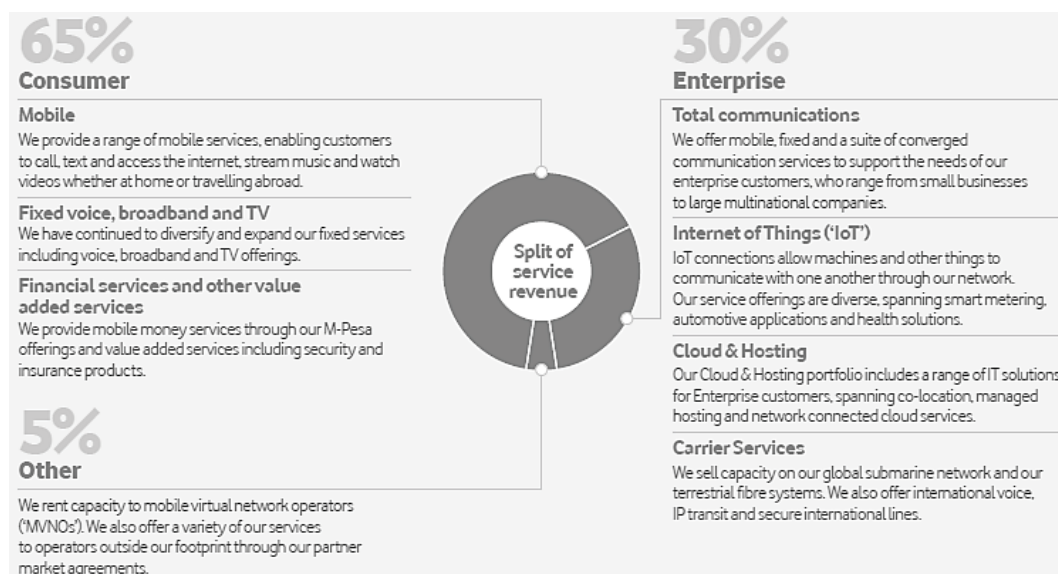 65%
Consumer
Mobile
We provide a range of mobile services, enabling customers
to call, text and access the internet, stream music and watch
videos whether at home or travelling abroad.
Fixed voice, broadband and TV
We have continued to diversify and expand our fixed services
including voice, broadband and TV offerings.
Financial services and other value
added services
We provide mobile money services through our M-Pesa
offerings and value added services including security and
insurance products.
5%
Other
We rent capacity to mobile virtual network operators
(‘MVNOs’). We also offer a variety of our services
to operators outside our footprint through our partner
market agreements.
Split of
service
revenue
30%
Enterprise
Total communications
We offer mobile, fixed and a suite of converged
communication services to support the needs of our
enterprise customers, who range from small businesses
to large multinational companies.
Internet of Things (‘IoT’)
IoT connections allow machines and other things to
communicate with one another through our network.
Our service offerings are diverse, spanning smart metering,
automotive applications and health solutions.
Cloud & Hosting
Our Cloud & Hosting portfolio includes a range of IT solutions
for Enterprise customers, spanning co-location, managed
hosting and network connected cloud services.
Carrier Services
We sell capacity on our global submarine network and our
terrestrial fibre systems. We also offer international voice,
IP transit and secure international lines.